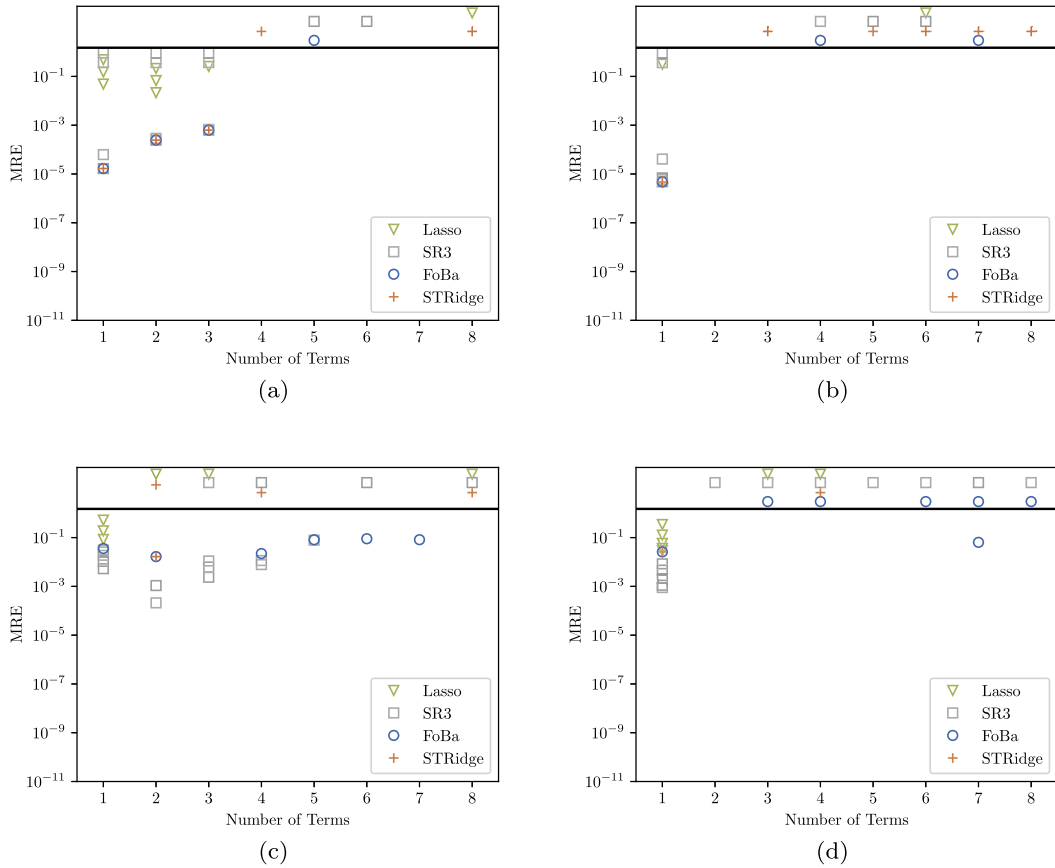 MRE
10⁻¹
10⁻³
10⁻⁵
10⁻⁷
10⁻⁹
10⁻¹¹
Lasso
SR3
FoBa
STRidge
1 2 3 4 5 6 7 8
Number of Terms
(a)
MRE
10⁻¹
10⁻³
10⁻⁵
10⁻⁷
10⁻⁹
10⁻¹¹
Lasso
SR3
FoBa
STRidge
1 2 3 4 5 6 7 8
Number of Terms
(b)
MRE
10⁻¹
10⁻³
10⁻⁵
10⁻⁷
10⁻⁹
10⁻¹¹
Lasso
SR3
FoBa
STRidge
1 2 3 4 5 6 7 8
Number of Terms
(c)
MRE
10⁻¹
10⁻³
10⁻⁵
10⁻⁷
10⁻⁹
10⁻¹¹
Lasso
SR3
FoBa
STRidge
1 2 3 4 5 6 7 8
Number of Terms
(d)